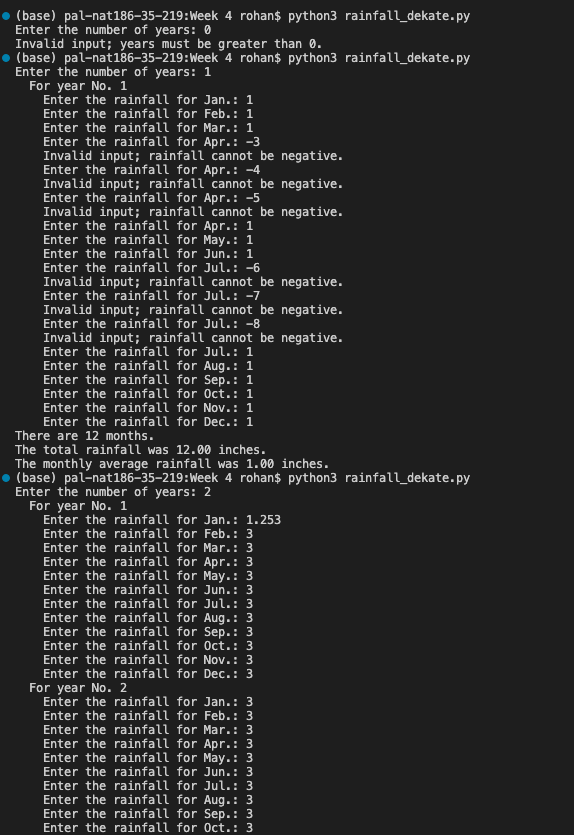 (base) pal-nat186-35-219:Week 4 rohan$ python3 rainfall_dekate.py
Enter the number of years: 0
Invalid input; years must be greater than 0.
(base) pal-nat186-35-219:Week 4 rohan$ python3 rainfall_dekate.py
Enter the number of years: 1
  For year No. 1
    Enter the rainfall for Jan.: 1
    Enter the rainfall for Feb.: 1
    Enter the rainfall for Mar.: 1
    Enter the rainfall for Apr.: -3
    Invalid input; rainfall cannot be negative.
    Enter the rainfall for Apr.: -4
    Invalid input; rainfall cannot be negative.
    Enter the rainfall for Apr.: -5
    Invalid input; rainfall cannot be negative.
    Enter the rainfall for Apr.: 1
    Enter the rainfall for May.: 1
    Enter the rainfall for Jun.: 1
    Enter the rainfall for Jul.: -6
    Invalid input; rainfall cannot be negative.
    Enter the rainfall for Jul.: -7
    Invalid input; rainfall cannot be negative.
    Enter the rainfall for Jul.: -8
    Invalid input; rainfall cannot be negative.
    Enter the rainfall for Jul.: 1
    Enter the rainfall for Aug.: 1
    Enter the rainfall for Sep.: 1
    Enter the rainfall for Oct.: 1
    Enter the rainfall for Nov.: 1
    Enter the rainfall for Dec.: 1
There are 12 months.
The total rainfall was 12.00 inches.
The monthly average rainfall was 1.00 inches.
(base) pal-nat186-35-219:Week 4 rohan$ python3 rainfall_dekate.py
Enter the number of years: 2
  For year No. 1
    Enter the rainfall for Jan.: 1.253
    Enter the rainfall for Feb.: 3
    Enter the rainfall for Mar.: 3
    Enter the rainfall for Apr.: 3
    Enter the rainfall for May.: 3
    Enter the rainfall for Jun.: 3
    Enter the rainfall for Jul.: 3
    Enter the rainfall for Aug.: 3
    Enter the rainfall for Sep.: 3
    Enter the rainfall for Oct.: 3
    Enter the rainfall for Nov.: 3
    Enter the rainfall for Dec.: 3
  For year No. 2
    Enter the rainfall for Jan.: 3
    Enter the rainfall for Feb.: 3
    Enter the rainfall for Mar.: 3
    Enter the rainfall for Apr.: 3
    Enter the rainfall for May.: 3
    Enter the rainfall for Jun.: 3
    Enter the rainfall for Jul.: 3
    Enter the rainfall for Aug.: 3
    Enter the rainfall for Sep.: 3
    Enter the rainfall for Oct.: 3